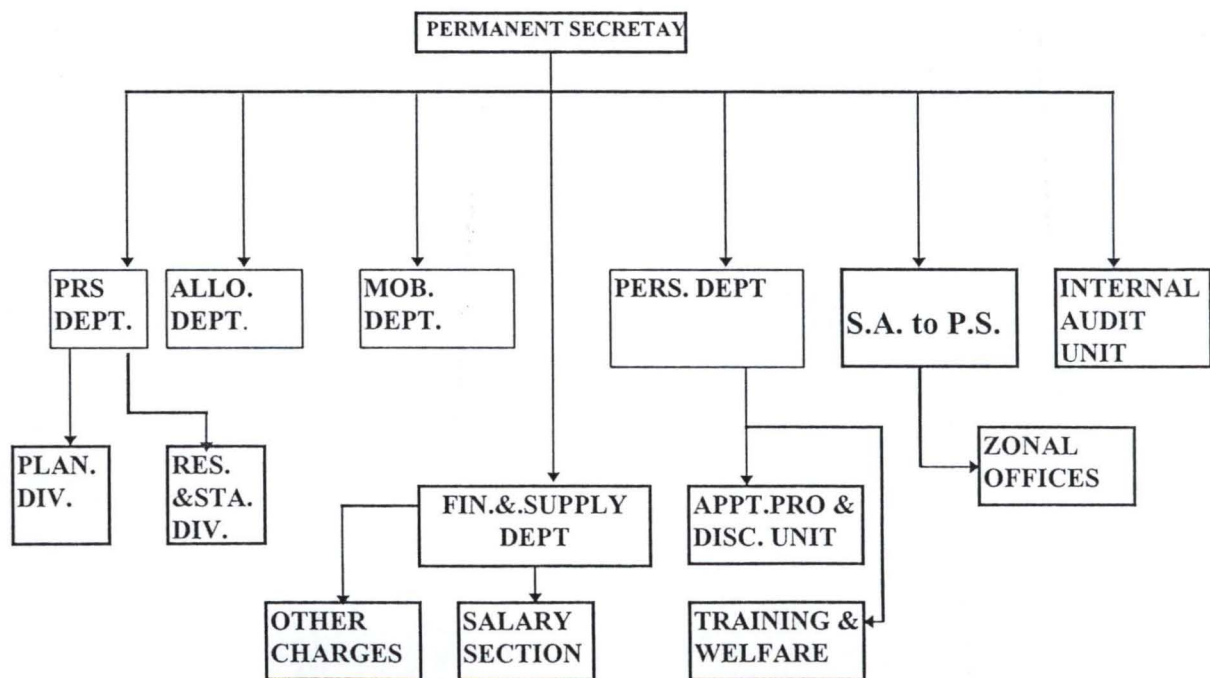 PERMANENT SECRETAY
PRS
DEPT.
ALLO.
DEPT.
MOB.
DEPT.
PERS. DEPT
S.A. to P.S.
INTERNAL
AUDIT
UNIT
PLAN.
DIV.
RES.
&STA.
DIV.
ZONAL
OFFICES
FIN.&.SUPPLY
DEPT
APPT.PRO &
DISC. UNIT
OTHER
CHARGES
SALARY
SECTION
TRAINING &
WELFARE